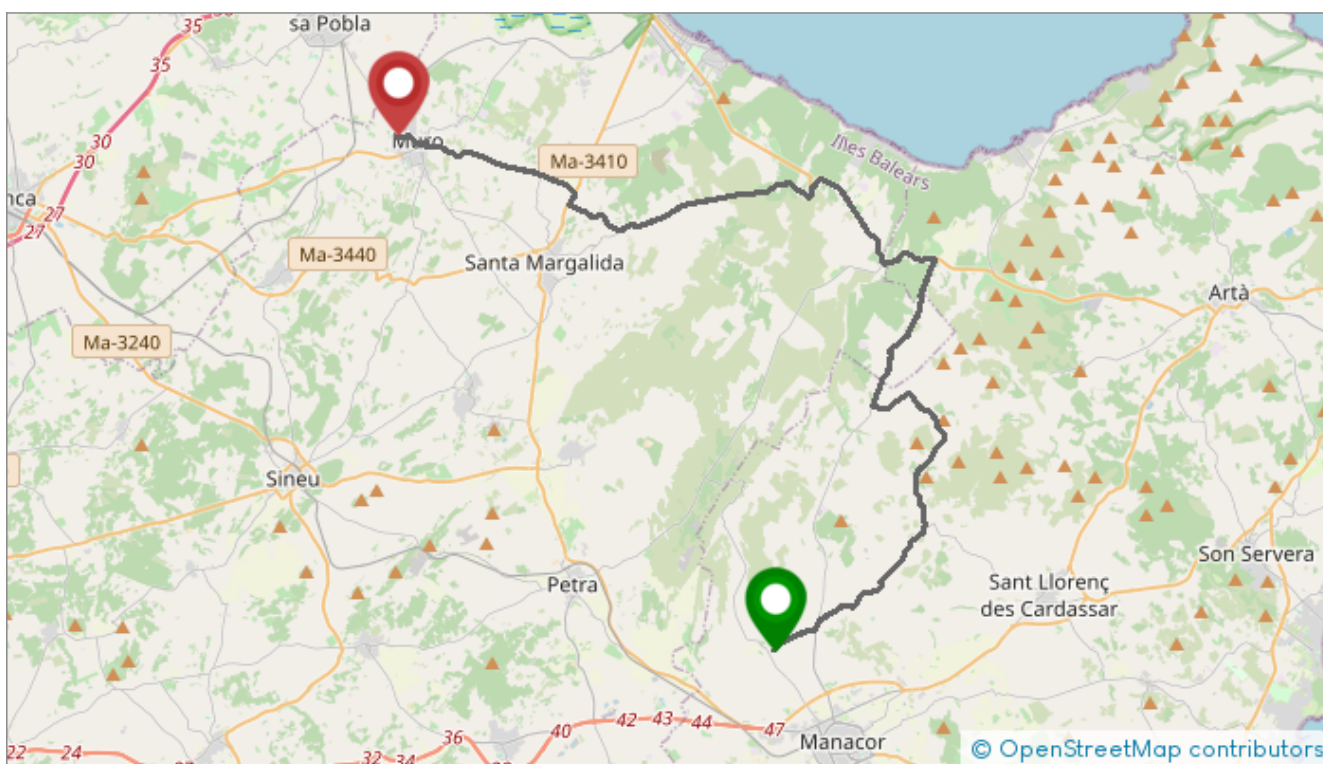 35
sa Pobla
35
30
30
Muro
Ma-3410
Illes Balears
nca
27
27
Ma-3440
Santa Margalida
Artà
Ma-3240
Sineu
Petra
Son Servera
Sant Llorenç
des Cardassar
22
24
32
34
36
40
42
43
44
47
Manacor
© OpenStreetMap contributors